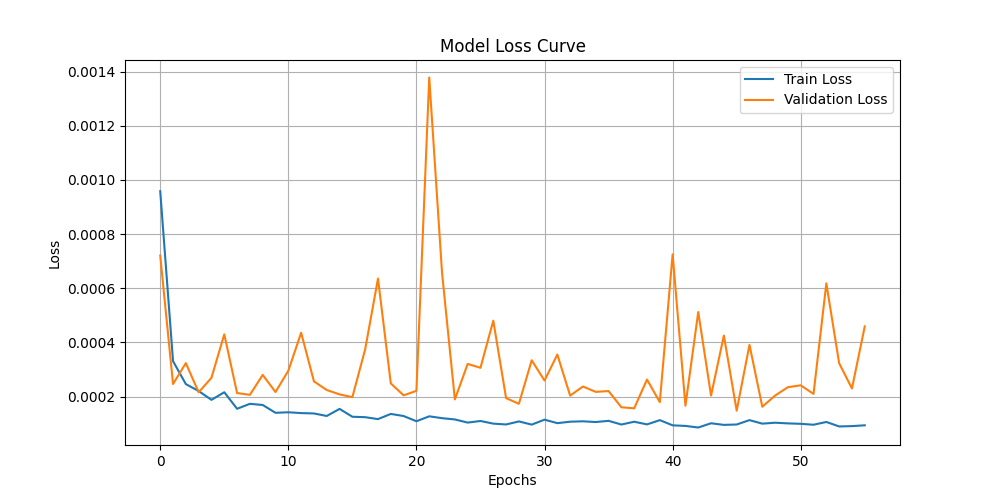 Model Loss Curve
Train Loss
Validation Loss
0.0014
0.0012
0.0010
0.0008
0.0006
0.0004
0.0002
Loss
0 10 20 30 40 50
Epochs